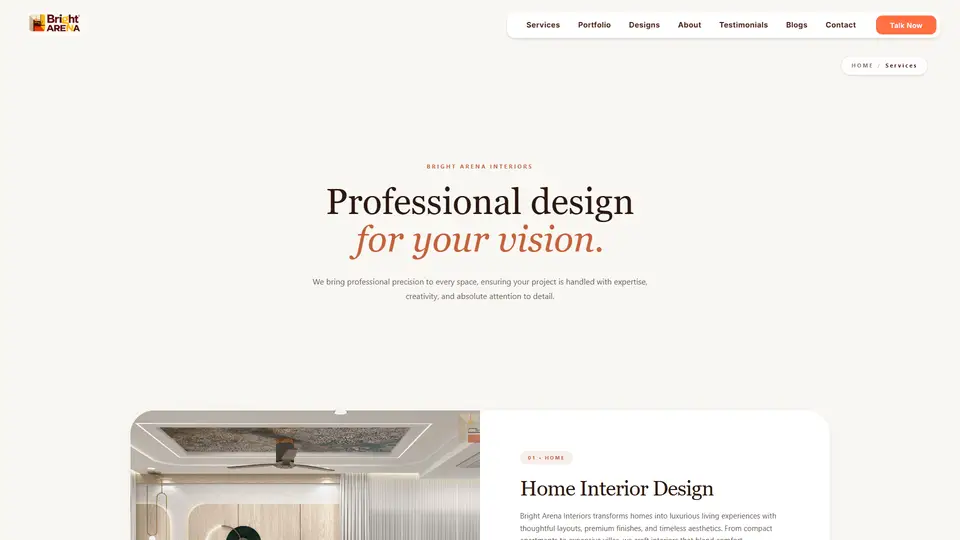 Bright
ARENA
Services Portfolio Designs About Testimonials Blogs Contact Talk Now
HOME / Services
BRIGHT ARENA INTERIORS
Professional design
for your vision.
We bring professional precision to every space, ensuring your project is handled with expertise,
creativity, and absolute attention to detail.
01 • HOME
Home Interior Design
Bright Arena Interiors transforms homes into luxurious living experiences with
thoughtful layouts, premium finishes, and timeless aesthetics. From compact